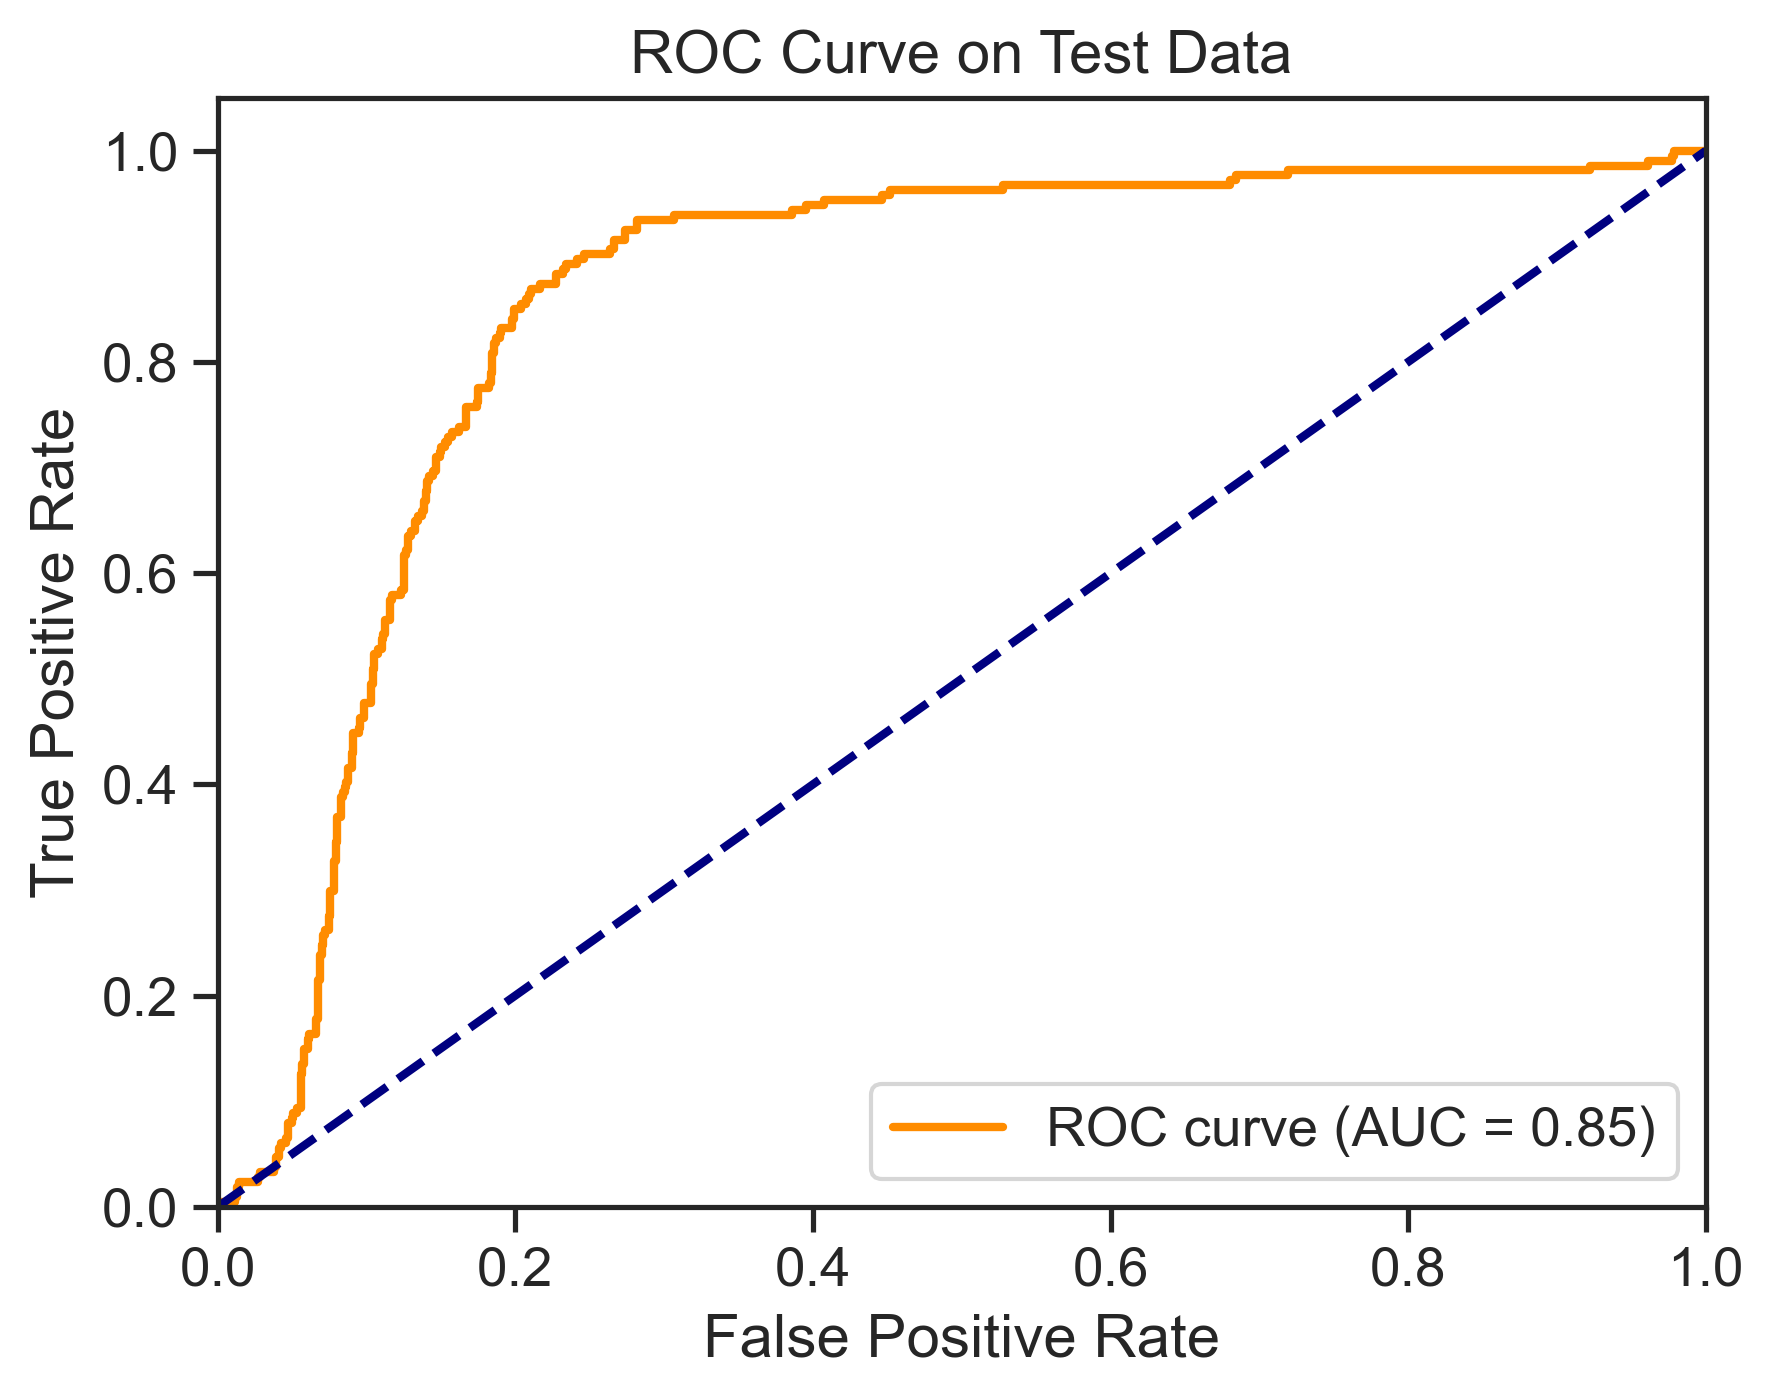 ROC Curve on Test Data
True Positive Rate
1.0
0.8
0.6
0.4
0.2
0.0
ROC curve (AUC = 0.85)
0.0 0.2 0.4 0.6 0.8 1.0
False Positive Rate